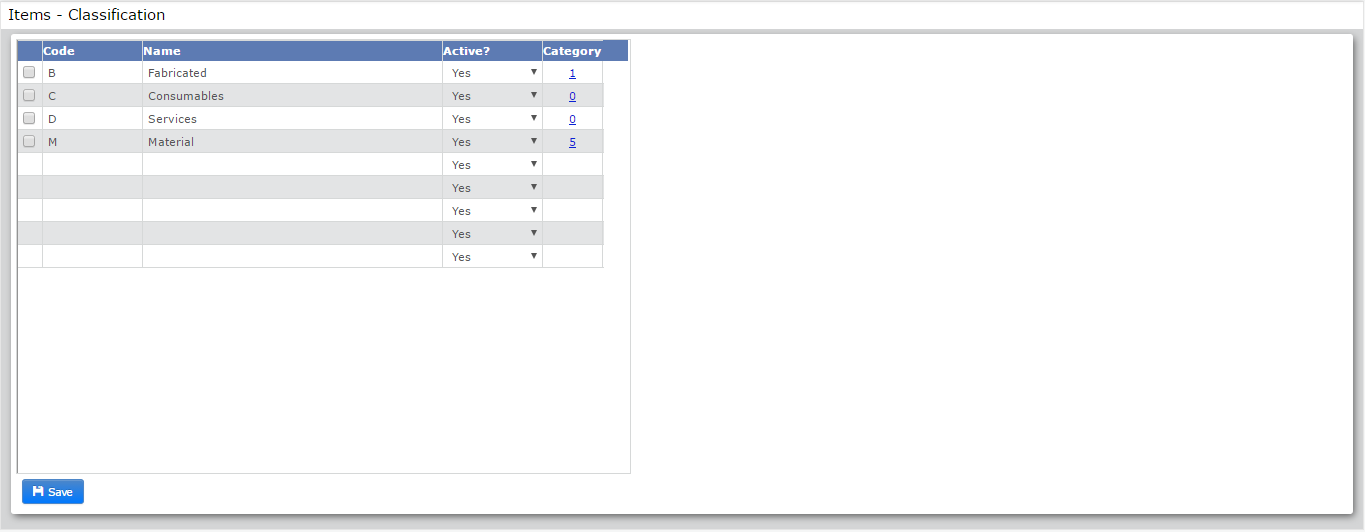 Items - Classification
Code Name Active? Category
B Fabricated Yes 1
C Consumables Yes 0
D Services Yes 0
M Material Yes 5
Yes
Yes
Yes
Yes
Yes
Save